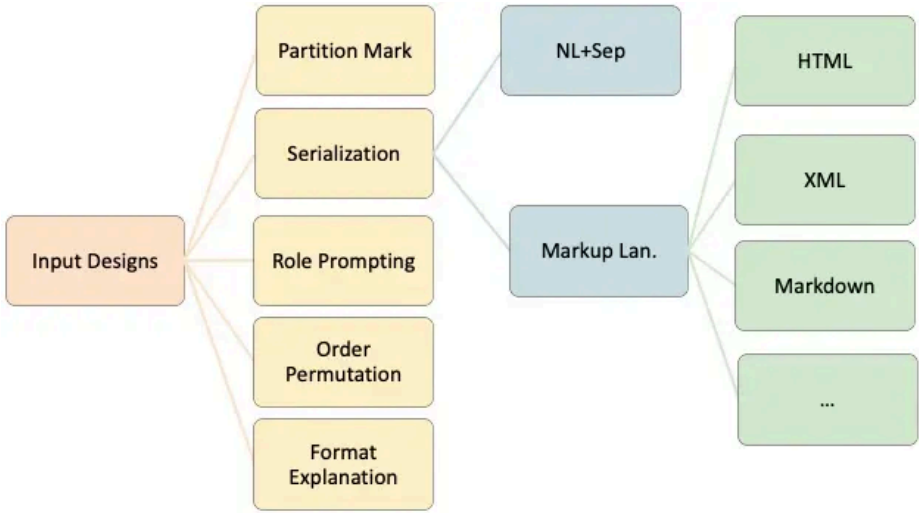 Input Designs
Partition Mark
Serialization
Role Prompting
Order
Permutation
Format
Explanation
NL+Sep
Markup Lan.
HTML
XML
Markdown
...